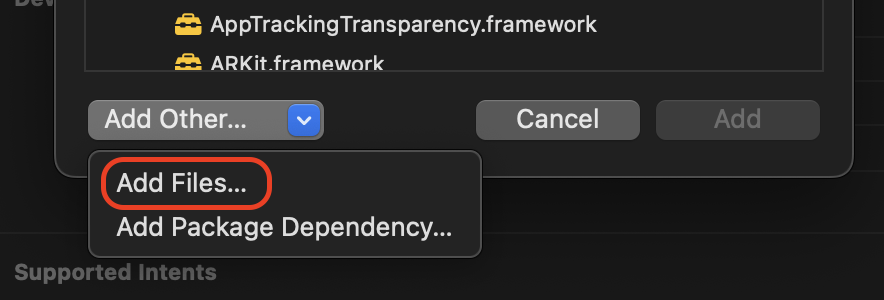 AppTrackingTransparency.framework
ARKit.framework
Add Other...
Cancel
Add
Add Files...
Add Package Dependency...
Supported Intents